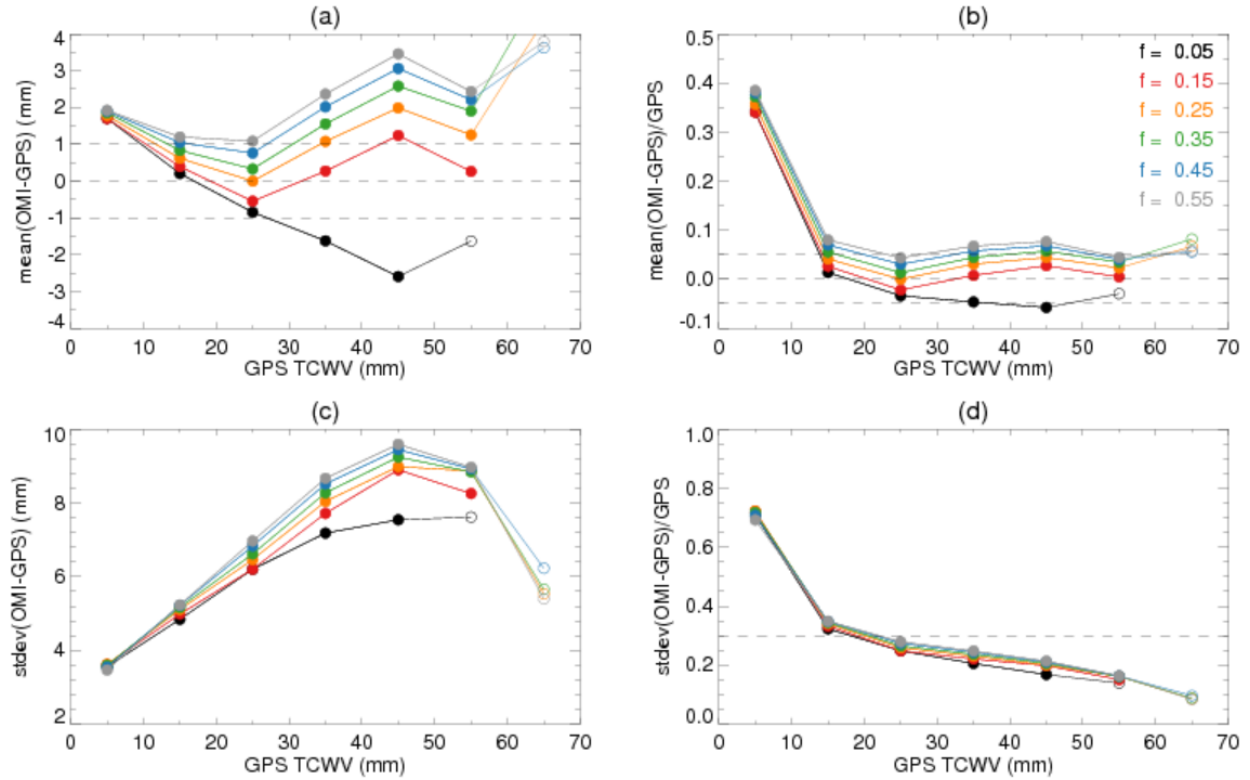 (a)
4
3
2
1
0
-1
-2
-3
-4
mean(OMI-GPS) (mm)
0 10 20 30 40 50 60 70
GPS TCWV (mm)
(b)
0.5
0.4
0.3
0.2
0.1
0.0
-0.1
mean(OMI-GPS)/GPS
f = 0.05
f = 0.15
f = 0.25
f = 0.35
f = 0.45
f = 0.55
0 10 20 30 40 50 60 70
GPS TCWV (mm)
(c)
10
8
6
4
2
stdev(OMI-GPS) (mm)
0 10 20 30 40 50 60 70
GPS TCWV (mm)
(d)
1.0
0.8
0.6
0.4
0.2
0.0
stdev(OMI-GPS)/GPS
0 10 20 30 40 50 60 70
GPS TCWV (mm)